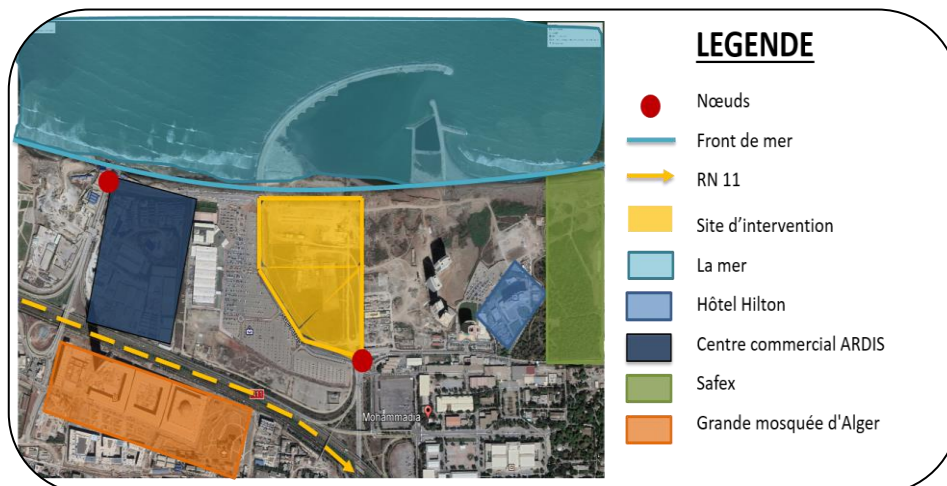 LEGENDE
Nœuds
Front de mer
RN 11
Site d'intervention
La mer
Hôtel Hilton
Centre commercial ARDIS
Safex
Grande mosquée d'Alger
Mohammadia